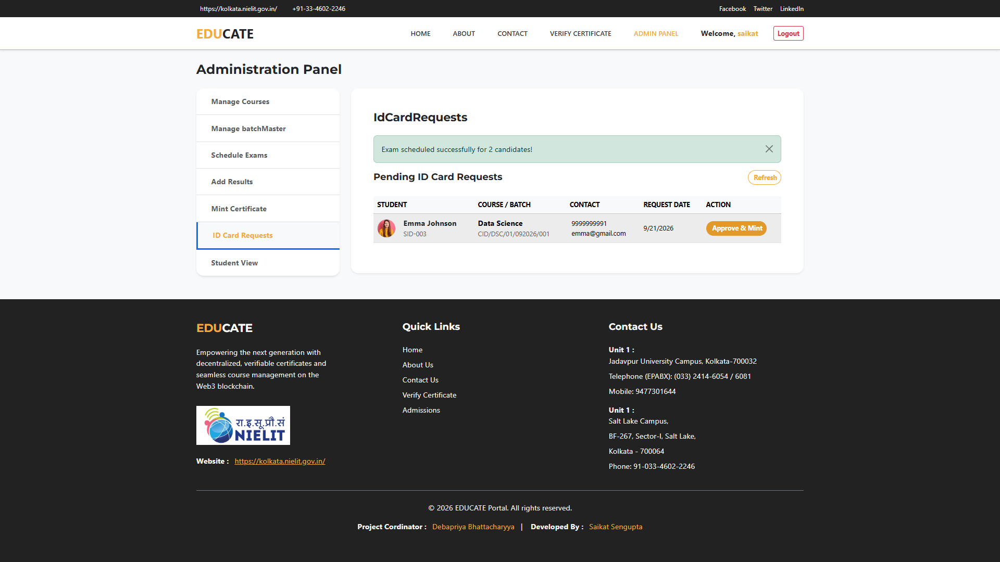 https://kolkata.nielit.gov.in/ +91-33-4602-2246 Facebook Twitter LinkedIn
EDUCATE HOME ABOUT CONTACT VERIFY CERTIFICATE ADMIN PANEL Welcome, saikat Logout
Administration Panel
Manage Courses
Manage batchMaster
Schedule Exams
Add Results
Mint Certificate
ID Card Requests
Student View
IdCardRequests
Exam scheduled successfully for 2 candidates!
Pending ID Card Requests Refresh
STUDENT COURSE / BATCH CONTACT REQUEST DATE ACTION
Emma Johnson Data Science 9999999991 9/21/2026 Approve & Mint
SID-003 CID/DSC/01/092026/001 emma@gmail.com
EDUCATE
Empowering the next generation with
decentralized, verifiable certificates and
seamless course management on the
Web3 blockchain.
रा.इ.सू.प्रौ.सं
NIELIT
Website : https://kolkata.nielit.gov.in/
Quick Links
Home
About Us
Contact Us
Verify Certificate
Admissions
Contact Us
Unit 1 :
Jadavpur University Campus, Kolkata-700032
Telephone (EPABX): (033) 2414-6054 / 6081
Mobile: 9477301644
Unit 1 :
Salt Lake Campus,
BF-267, Sector-I, Salt Lake,
Kolkata - 700064
Phone: 91-033-4602-2246
© 2026 EDUCATE Portal. All rights reserved.
Project Cordinator : Debapriya Bhattacharyya | Developed By : Saikat Sengupta